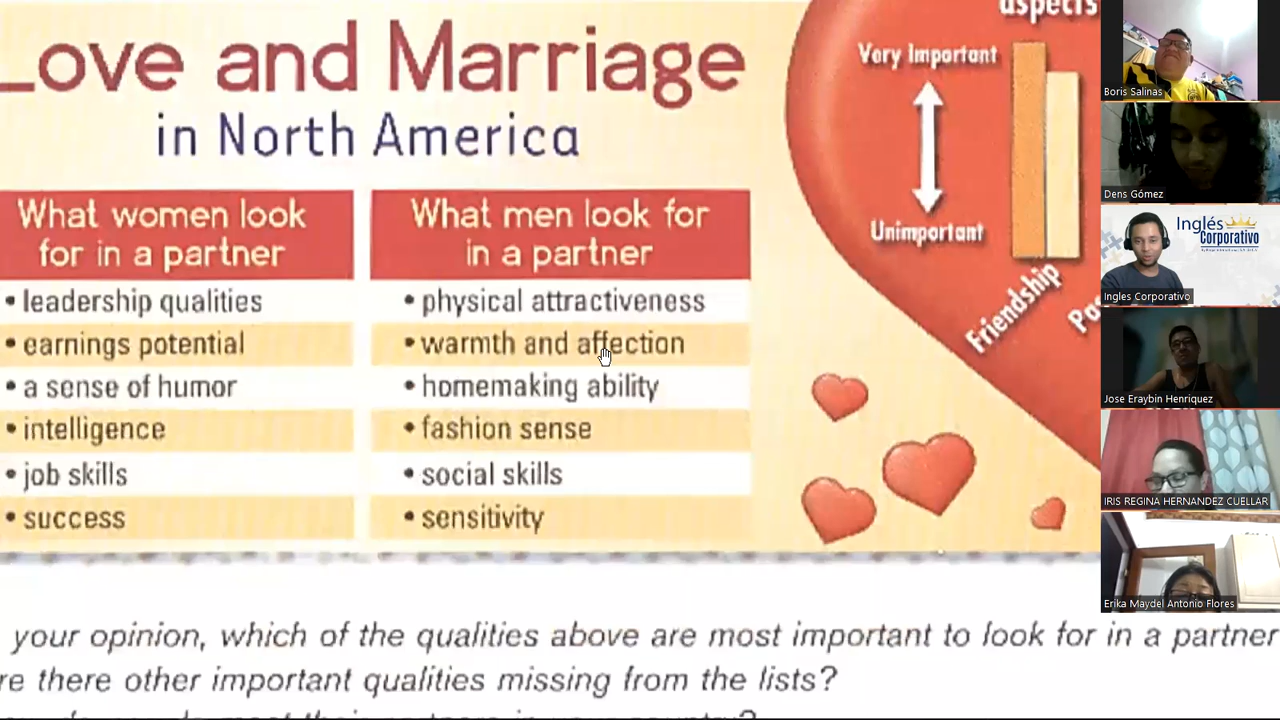 Love and Marriage
in North America
What women look
for in a partner
• leadership qualities
• earnings potential
• a sense of humor
• intelligence
• job skills
• success
What men look for
in a partner
• physical attractiveness
• warmth and affection
• homemaking ability
• fashion sense
• social skills
• sensitivity
aspects
Very Important
Unimportant
Friendship
your opinion, which of the qualities above are most important to look for in a partner
re there other important qualities missing from the lists?
Boris Salinas
Dens Gómez
Inglés
Corporativo
Ingles Corporativo
Jose Eraybin Henriquez
IRIS REGINA HERNANDEZ CUELLAR
Erika Maydel Antonio Flores